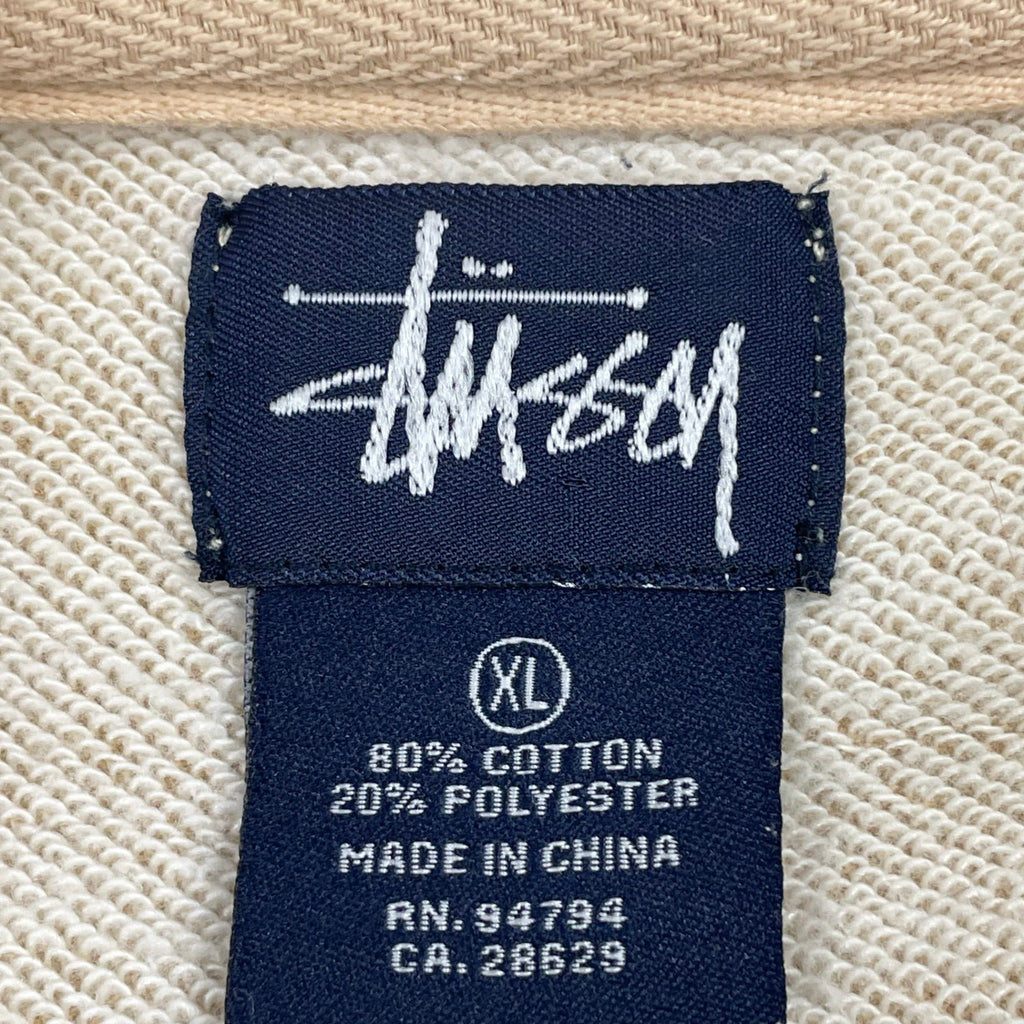 Stüssy
XL
80% COTTON
20% POLYESTER
MADE IN CHINA
RN. 94794
CA. 28629